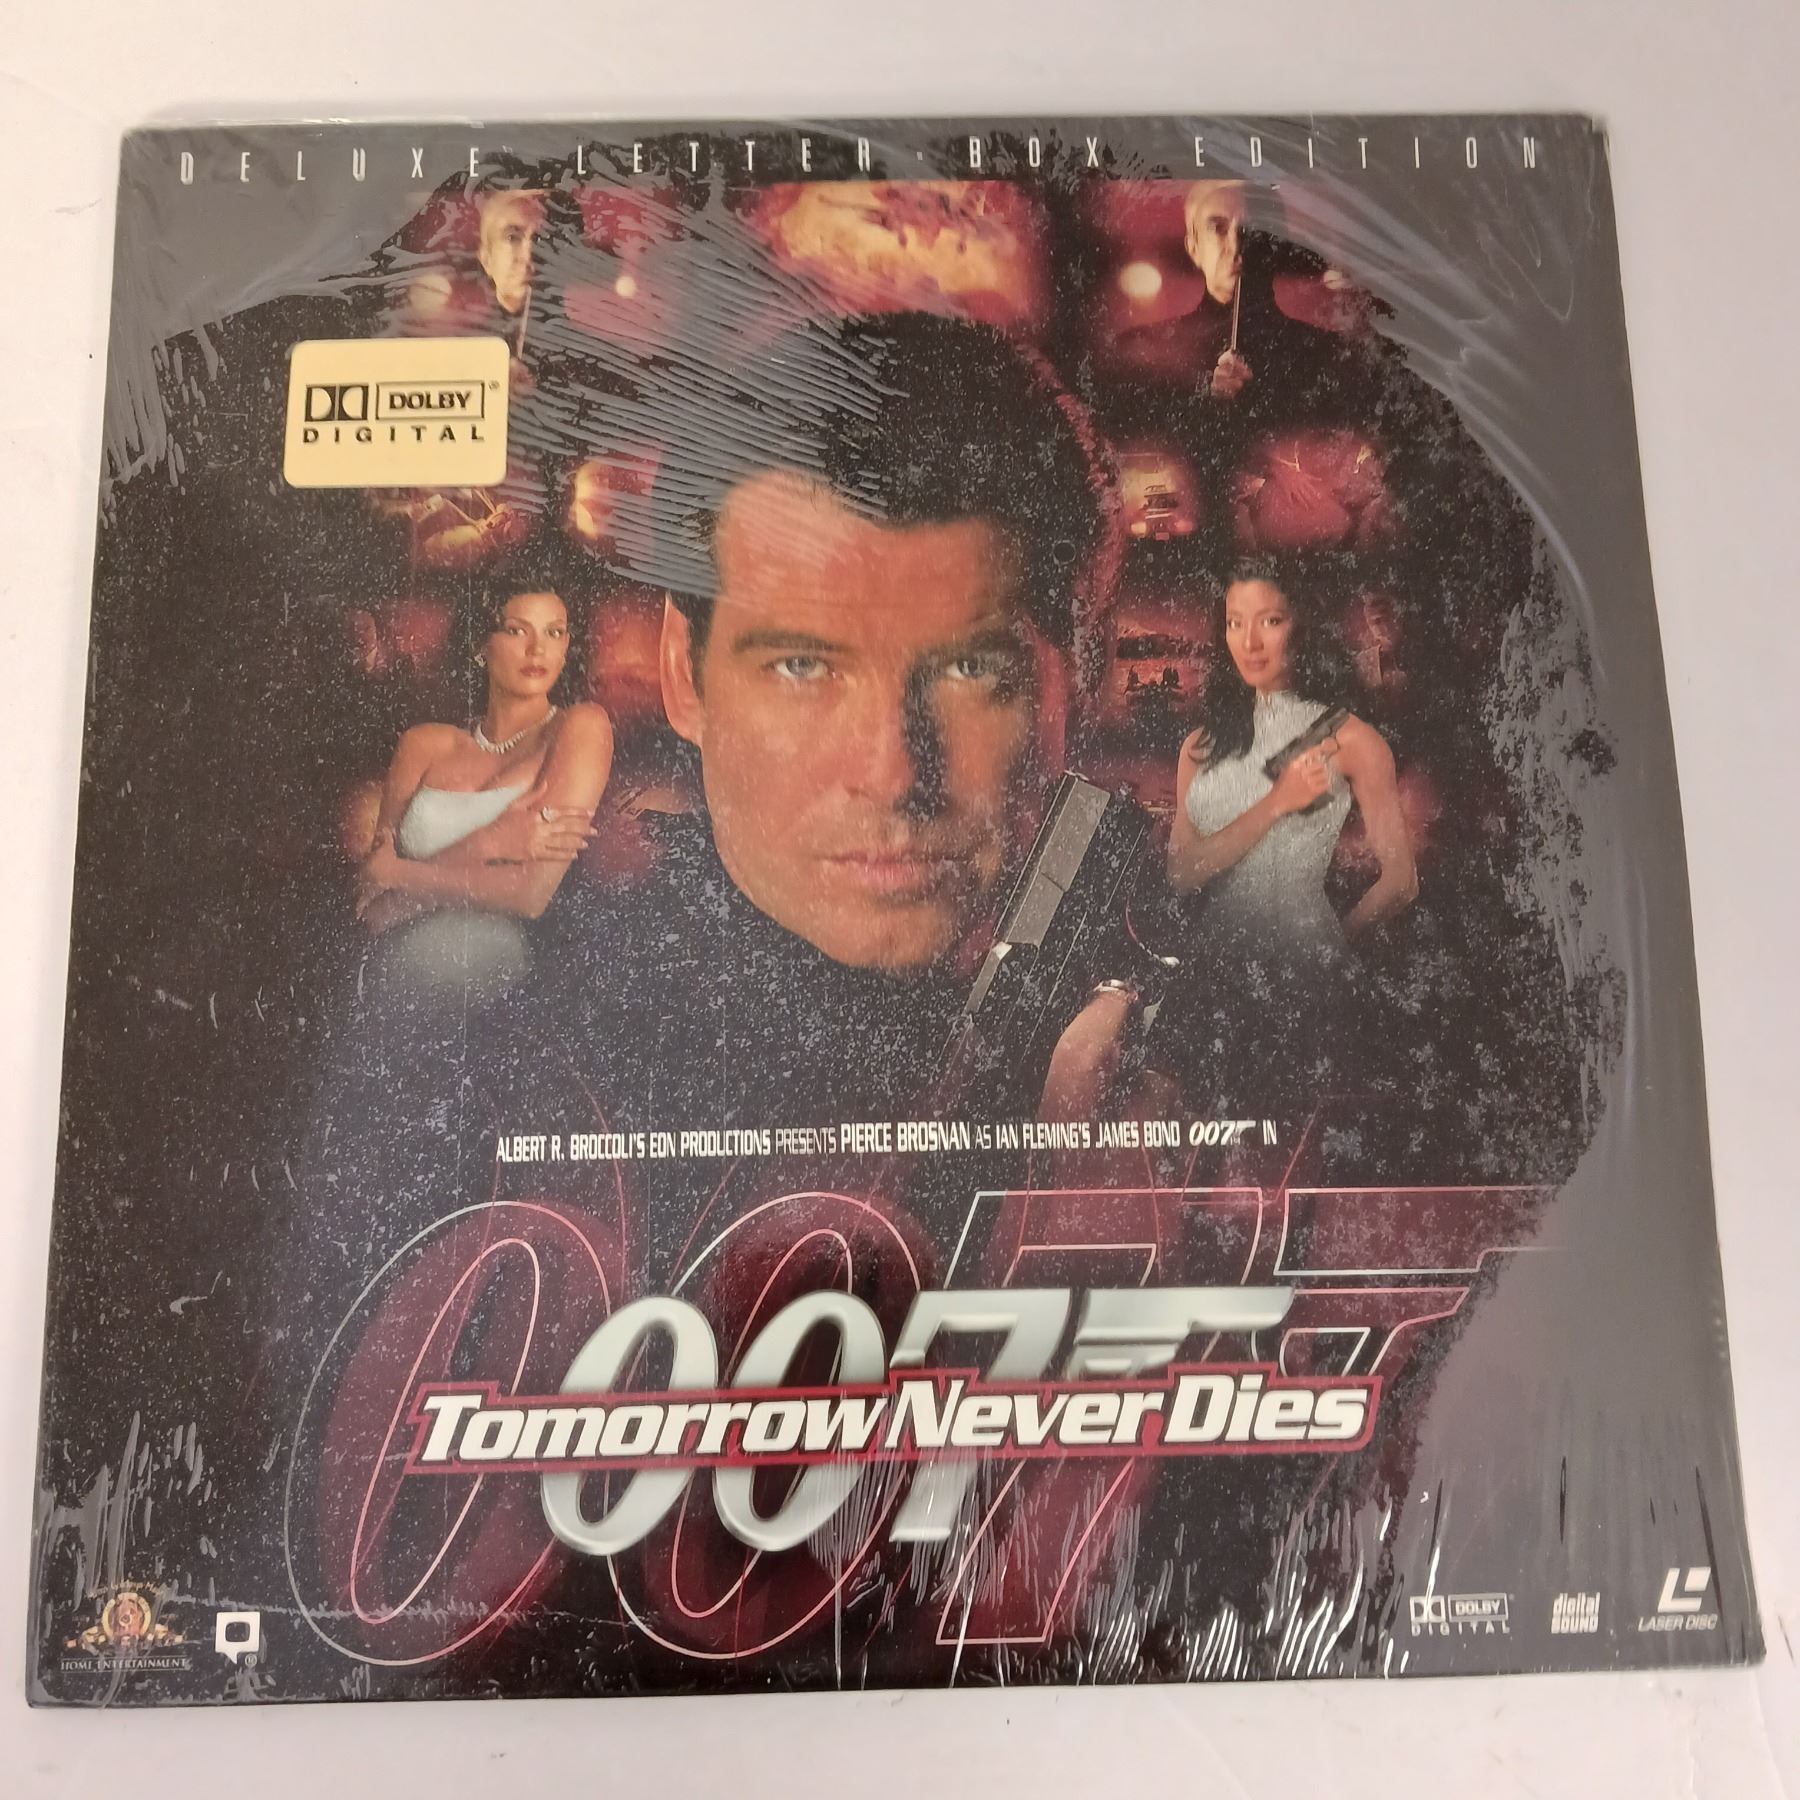 DELUXE LETTER-BOX EDITION
DOLBY®
DIGITAL
ALBERT R. BROCCOLI'S EON PRODUCTIONS PRESENTS PIERCE BROSNAN AS IAN FLEMING'S JAMES BOND 007 IN
007
Tomorrow Never Dies
HOME ENTERTAINMENT
®
DOLBY
DIGITAL
digital
SOUND
LASER DISC